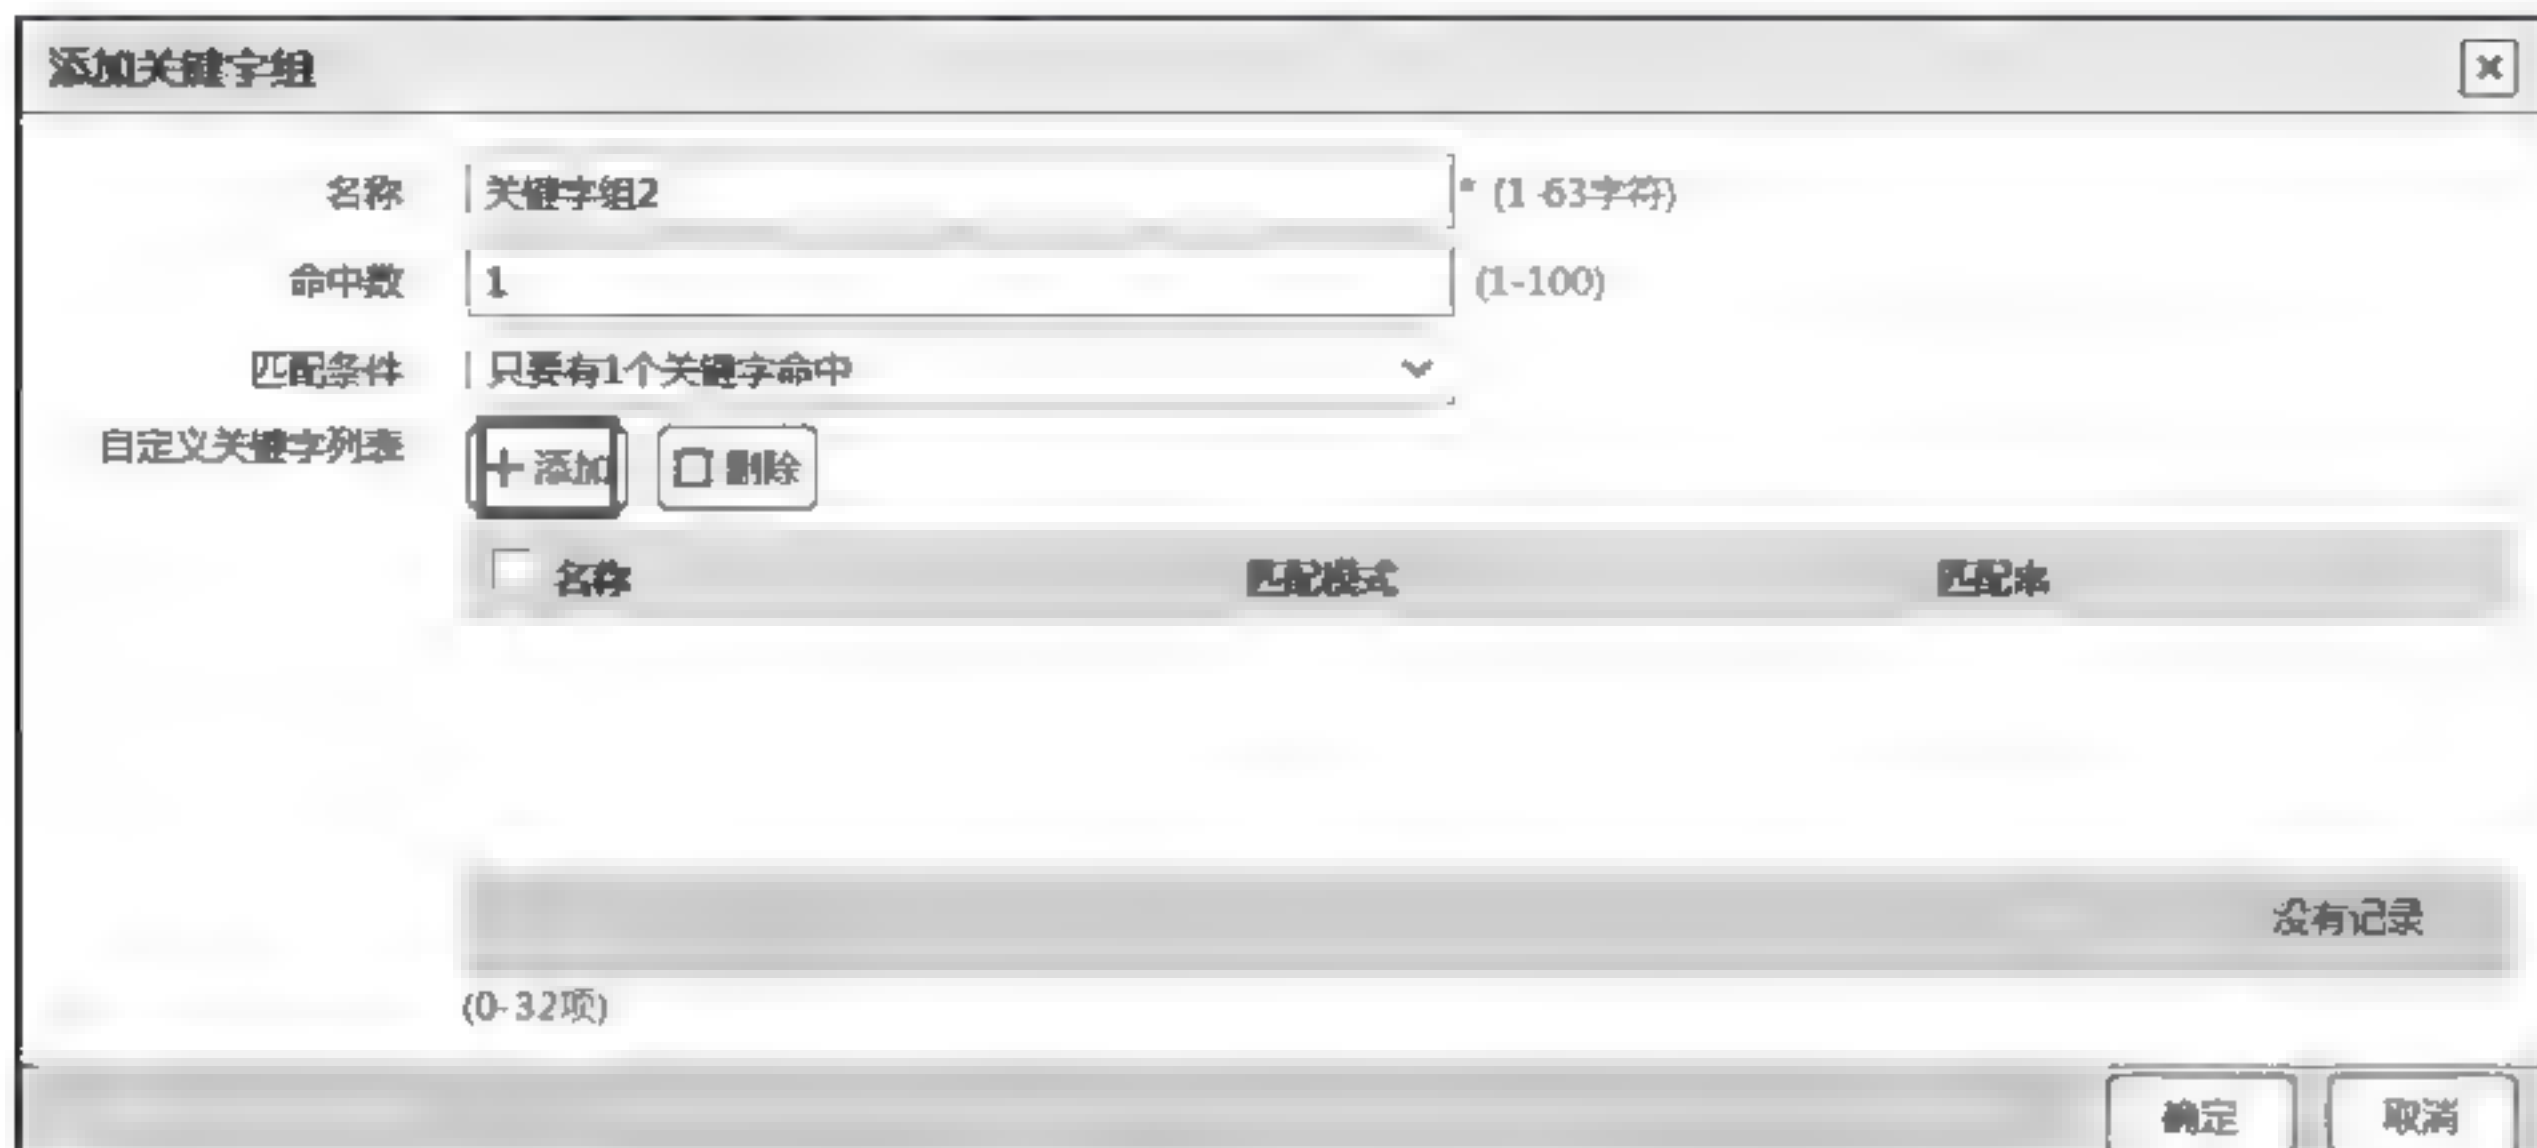 添加关键字组
名称 关键字组2 * (1-63字符)
命中数 1 (1-100)
匹配条件 只要有1个关键字命中
自定义关键字列表 添加 删除
名称 匹配模式 匹配串
没有记录
(0-32项)
确定 取消